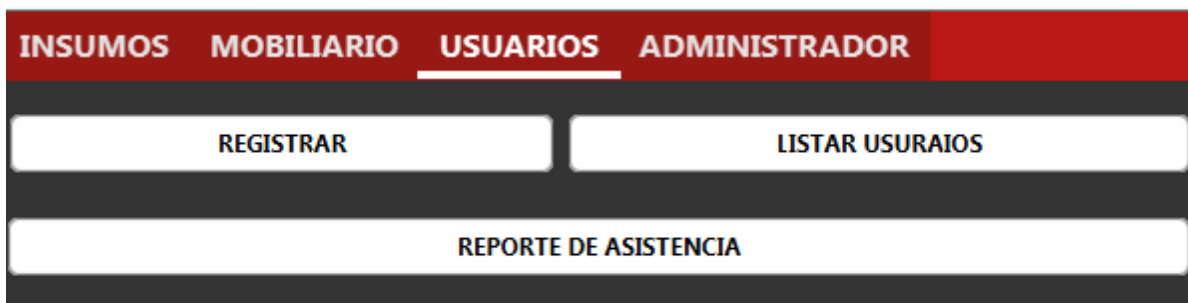 INSUMOS MOBILIARIO USUARIOS ADMINISTRADOR
REGISTRAR LISTAR USURAIOS
REPORTE DE ASISTENCIA